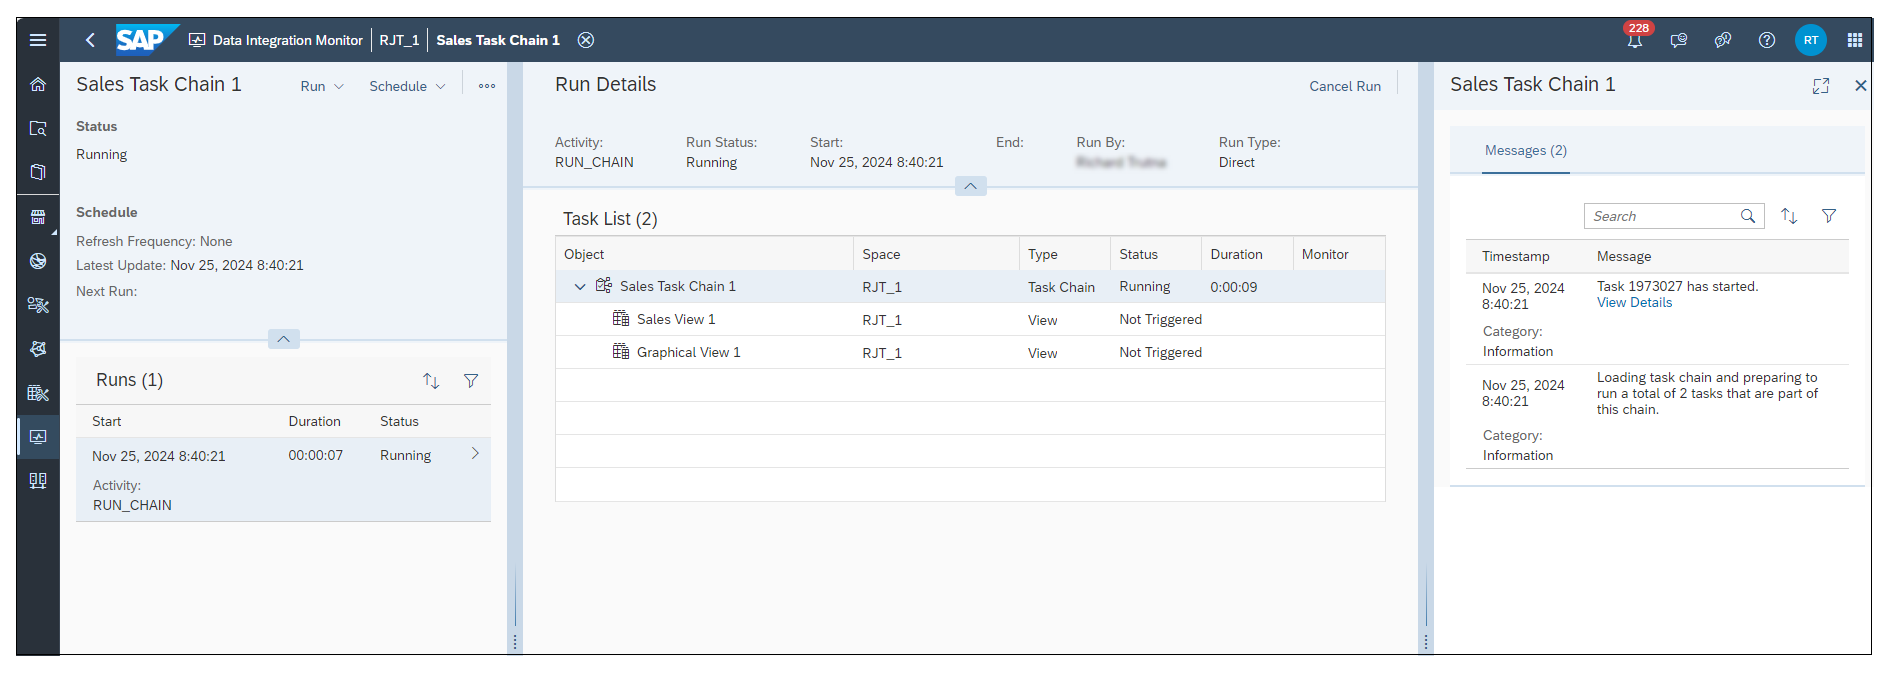 SAP Data Integration Monitor RJT_1 Sales Task Chain 1 228 RT
Sales Task Chain 1 Run Schedule
Status
Running
Schedule
Refresh Frequency: None
Latest Update: Nov 25, 2024 8:40:21
Next Run:
Runs (1)
Start Duration Status
Nov 25, 2024 8:40:21 00:00:07 Running
Activity:
RUN_CHAIN
Run Details Cancel Run
Activity: Run Status: Start: End: Run By: Run Type:
RUN_CHAIN Running Nov 25, 2024 8:40:21 Direct
Task List (2)
Object Space Type Status Duration Monitor
Sales Task Chain 1 RJT_1 Task Chain Running 0:00:09
Sales View 1 RJT_1 View Not Triggered
Graphical View 1 RJT_1 View Not Triggered
Sales Task Chain 1
Messages (2)
Search
Timestamp Message
Nov 25, 2024 Task 1973027 has started.
8:40:21 View Details
Category:
Information
Nov 25, 2024 Loading task chain and preparing to
8:40:21 run a total of 2 tasks that are part of
this chain.
Category:
Information